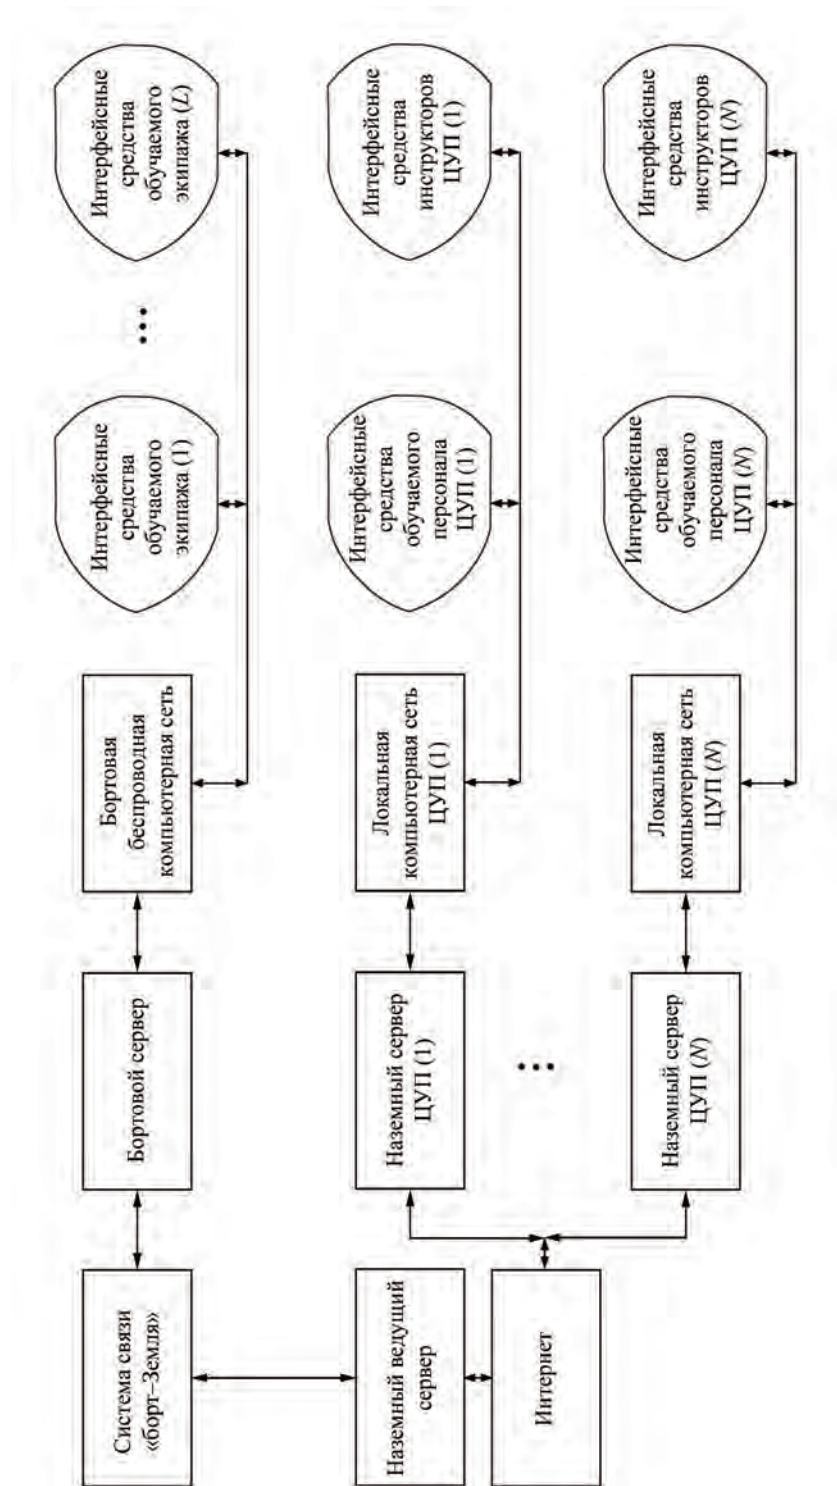 Система связи
«борт–Земля»
Бортовой сервер
Бортовая
беспроводная
компьютерная сеть
Интерфейсные
средства
обучаемого
экипажа (1)
...
Интерфейсные
средства
обучаемого
экипажа (L)
Наземный ведущий
сервер
Наземный сервер
ЦУП (1)
Локальная
компьютерная сеть
ЦУП (1)
Интерфейсные
средства
обучаемого
персонала
ЦУП (1)
Интерфейсные
средства
инструкторов
ЦУП (1)
Интернет
...
Наземный сервер
ЦУП (N)
Локальная
компьютерная сеть
ЦУП (N)
Интерфейсные
средства
обучаемого
персонала
ЦУП (N)
Интерфейсные
средства
инструкторов
ЦУП (N)